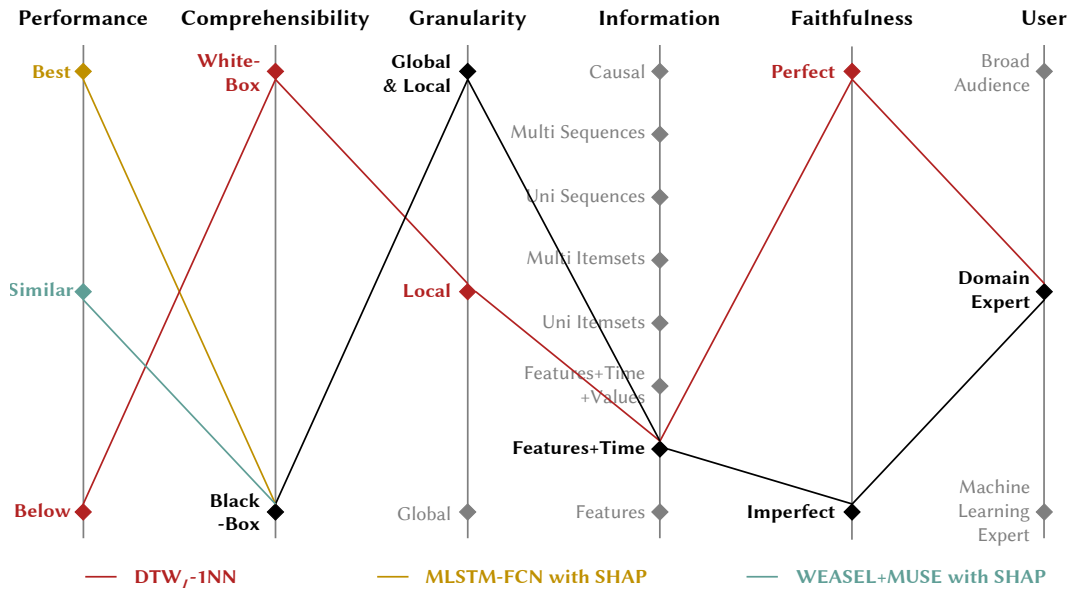 Performance
Comprehensibility
Granularity
Information
Faithfulness
User
Best
Similar
Below
White-
Box
Black
-Box
Global
& Local
Local
Global
Causal
Multi Sequences
Uni Sequences
Multi Itemsets
Uni Itemsets
Features+Time
+Values
Features+Time
Features
Perfect
Imperfect
Broad
Audience
Domain
Expert
Machine
Learning
Expert
DTW_I-1NN
MLSTM-FCN with SHAP
WEASEL+MUSE with SHAP